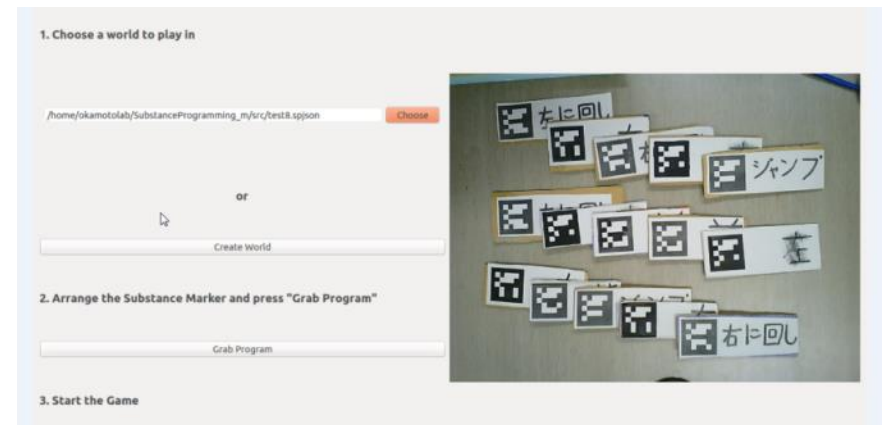 1. Choose a world to play in
/home/okamotolab/SubstanceProgramming_m/src/test8.spjson
Choose
or
Create World
2. Arrange the Substance Marker and press "Grab Program"
Grab Program
3. Start the Game
左に回し
ジャンプ
右に回し